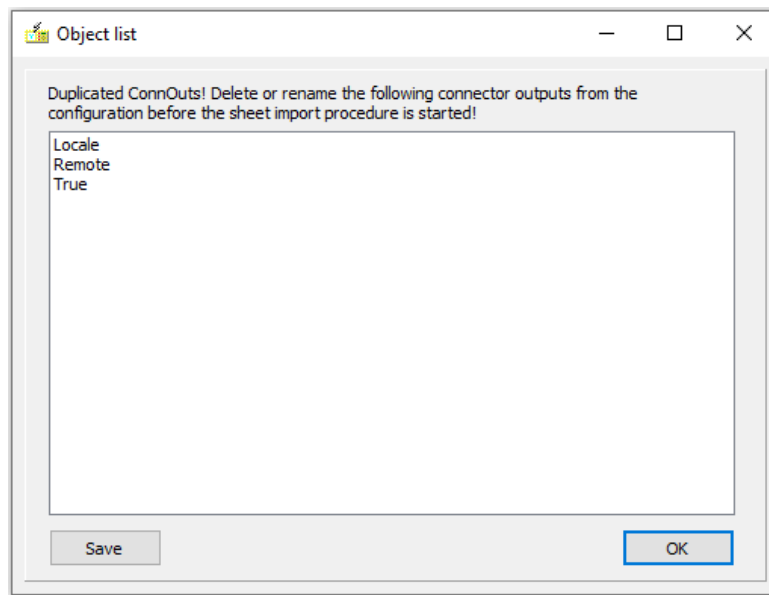 Object list
Duplicated ConnOuts! Delete or rename the following connector outputs from the
configuration before the sheet import procedure is started!
Locale
Remote
True
Save
OK